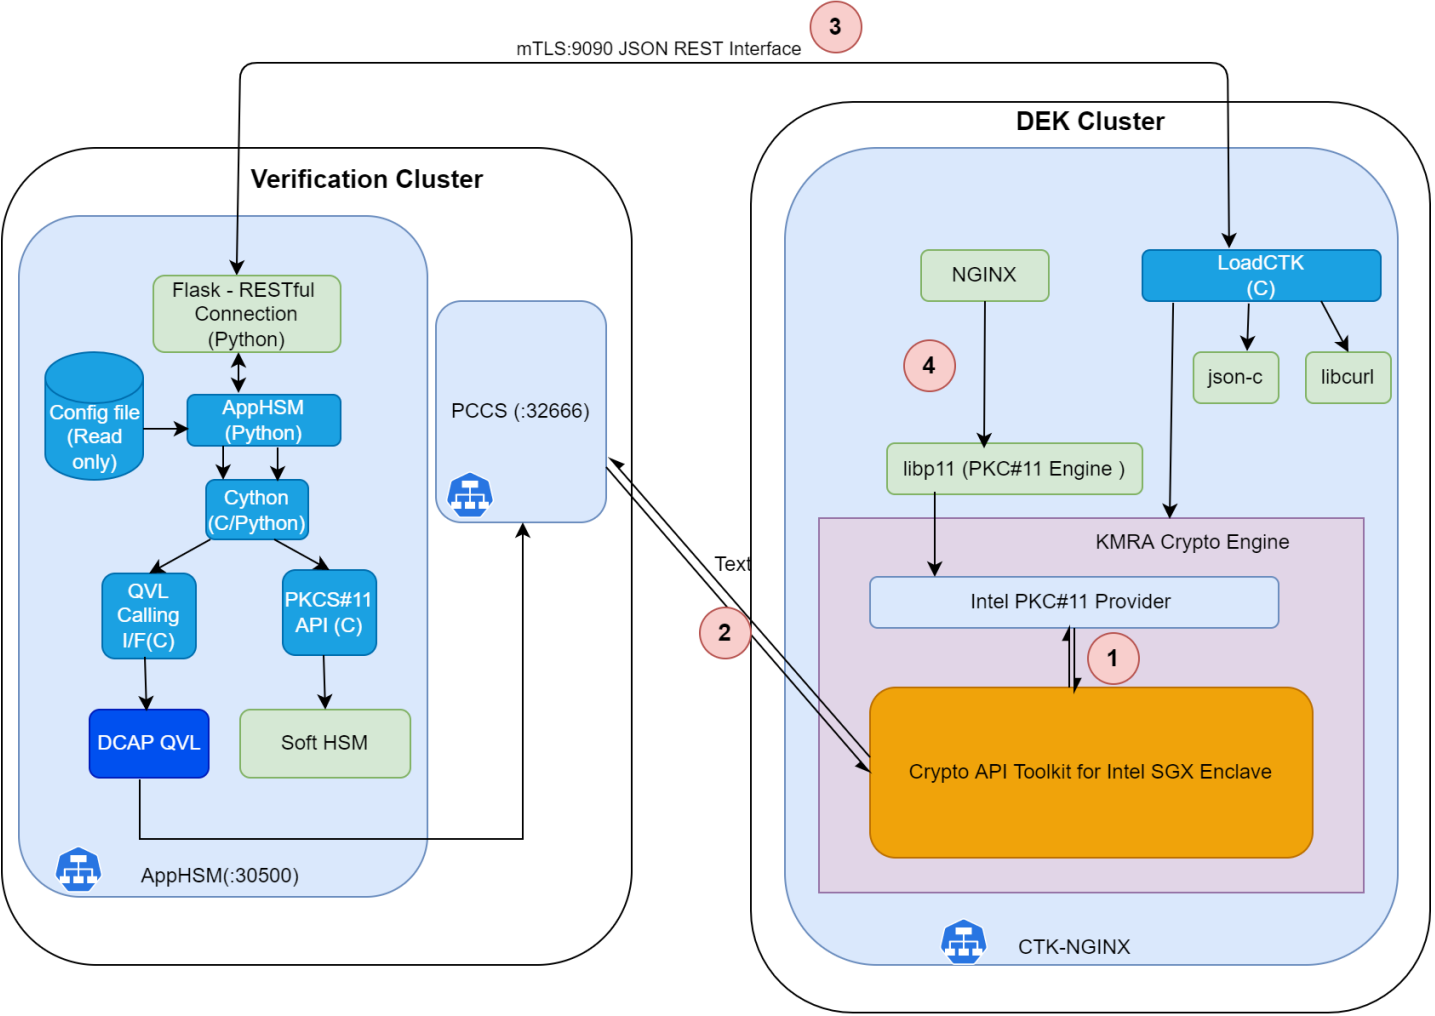 3
mTLS:9090 JSON REST Interface
DEK Cluster
Verification Cluster
Flask - RESTful
Connection
(Python)
Config file
(Read
only)
AppHSM
(Python)
Cython
(C/Python)
QVL
Calling
I/F(C)
PKCS#11
API (C)
DCAP QVL
Soft HSM
AppHSM(:30500)
PCCS (:32666)
Text
2
NGINX
LoadCTK
(C)
4
json-c
libcurl
libp11 (PKC#11 Engine )
KMRA Crypto Engine
Intel PKC#11 Provider
1
Crypto API Toolkit for Intel SGX Enclave
CTK-NGINX